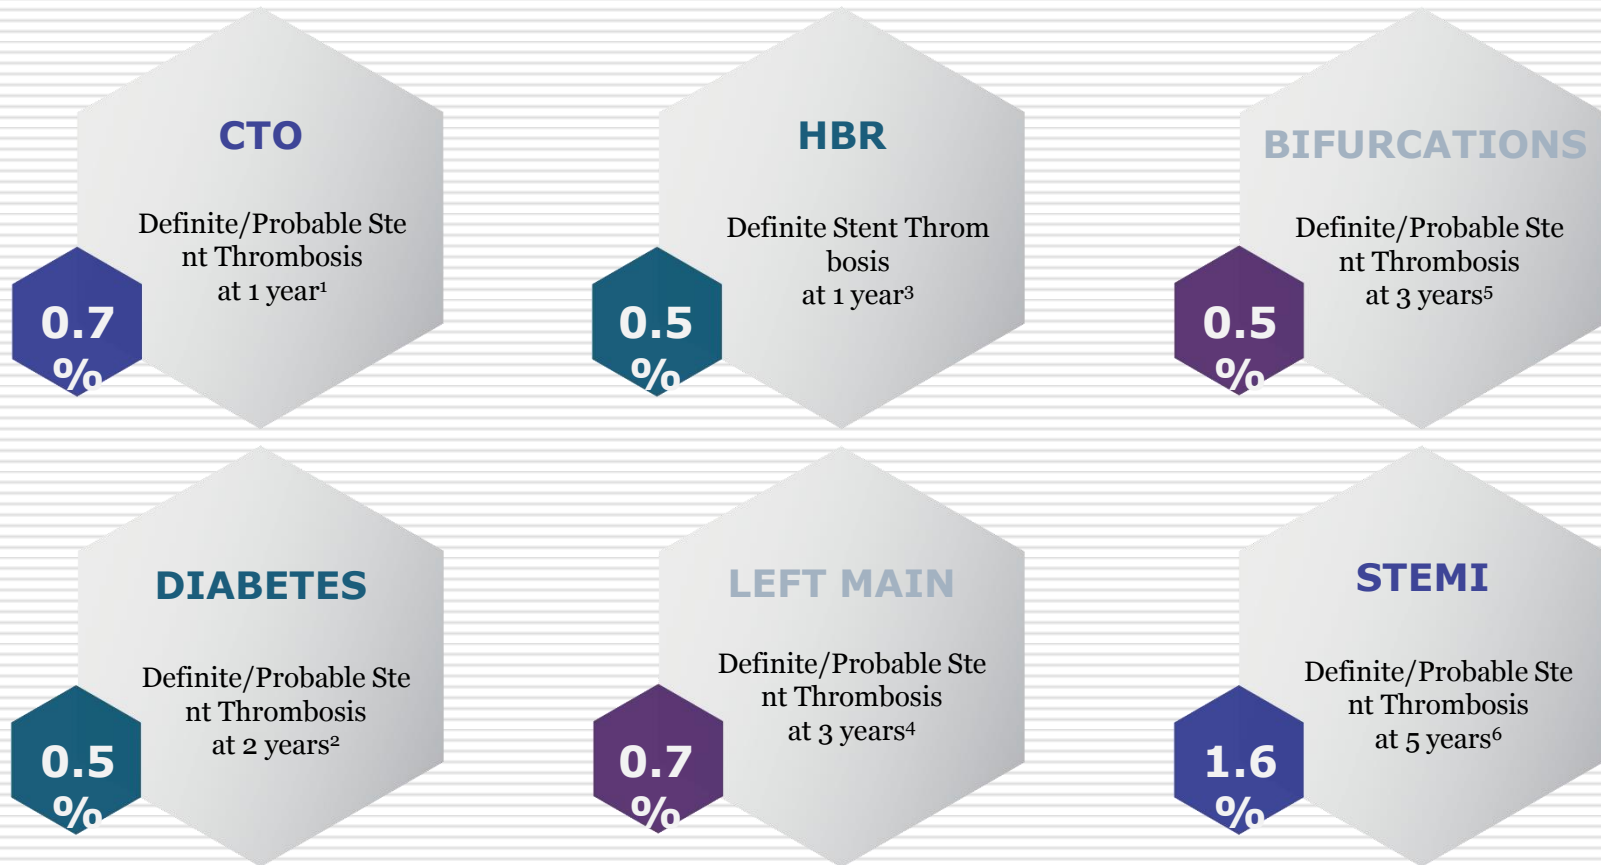 CTO
Definite/Probable Ste
nt Thrombosis
at 1 year¹
0.7
%
HBR
Definite Stent Throm
bosis
at 1 year³
0.5
%
BIFURCATIONS
Definite/Probable Ste
nt Thrombosis
at 3 years⁵
0.5
%
DIABETES
Definite/Probable Ste
nt Thrombosis
at 2 years²
0.5
%
LEFT MAIN
Definite/Probable Ste
nt Thrombosis
at 3 years⁴
0.7
%
STEMI
Definite/Probable Ste
nt Thrombosis
at 5 years⁶
1.6
%